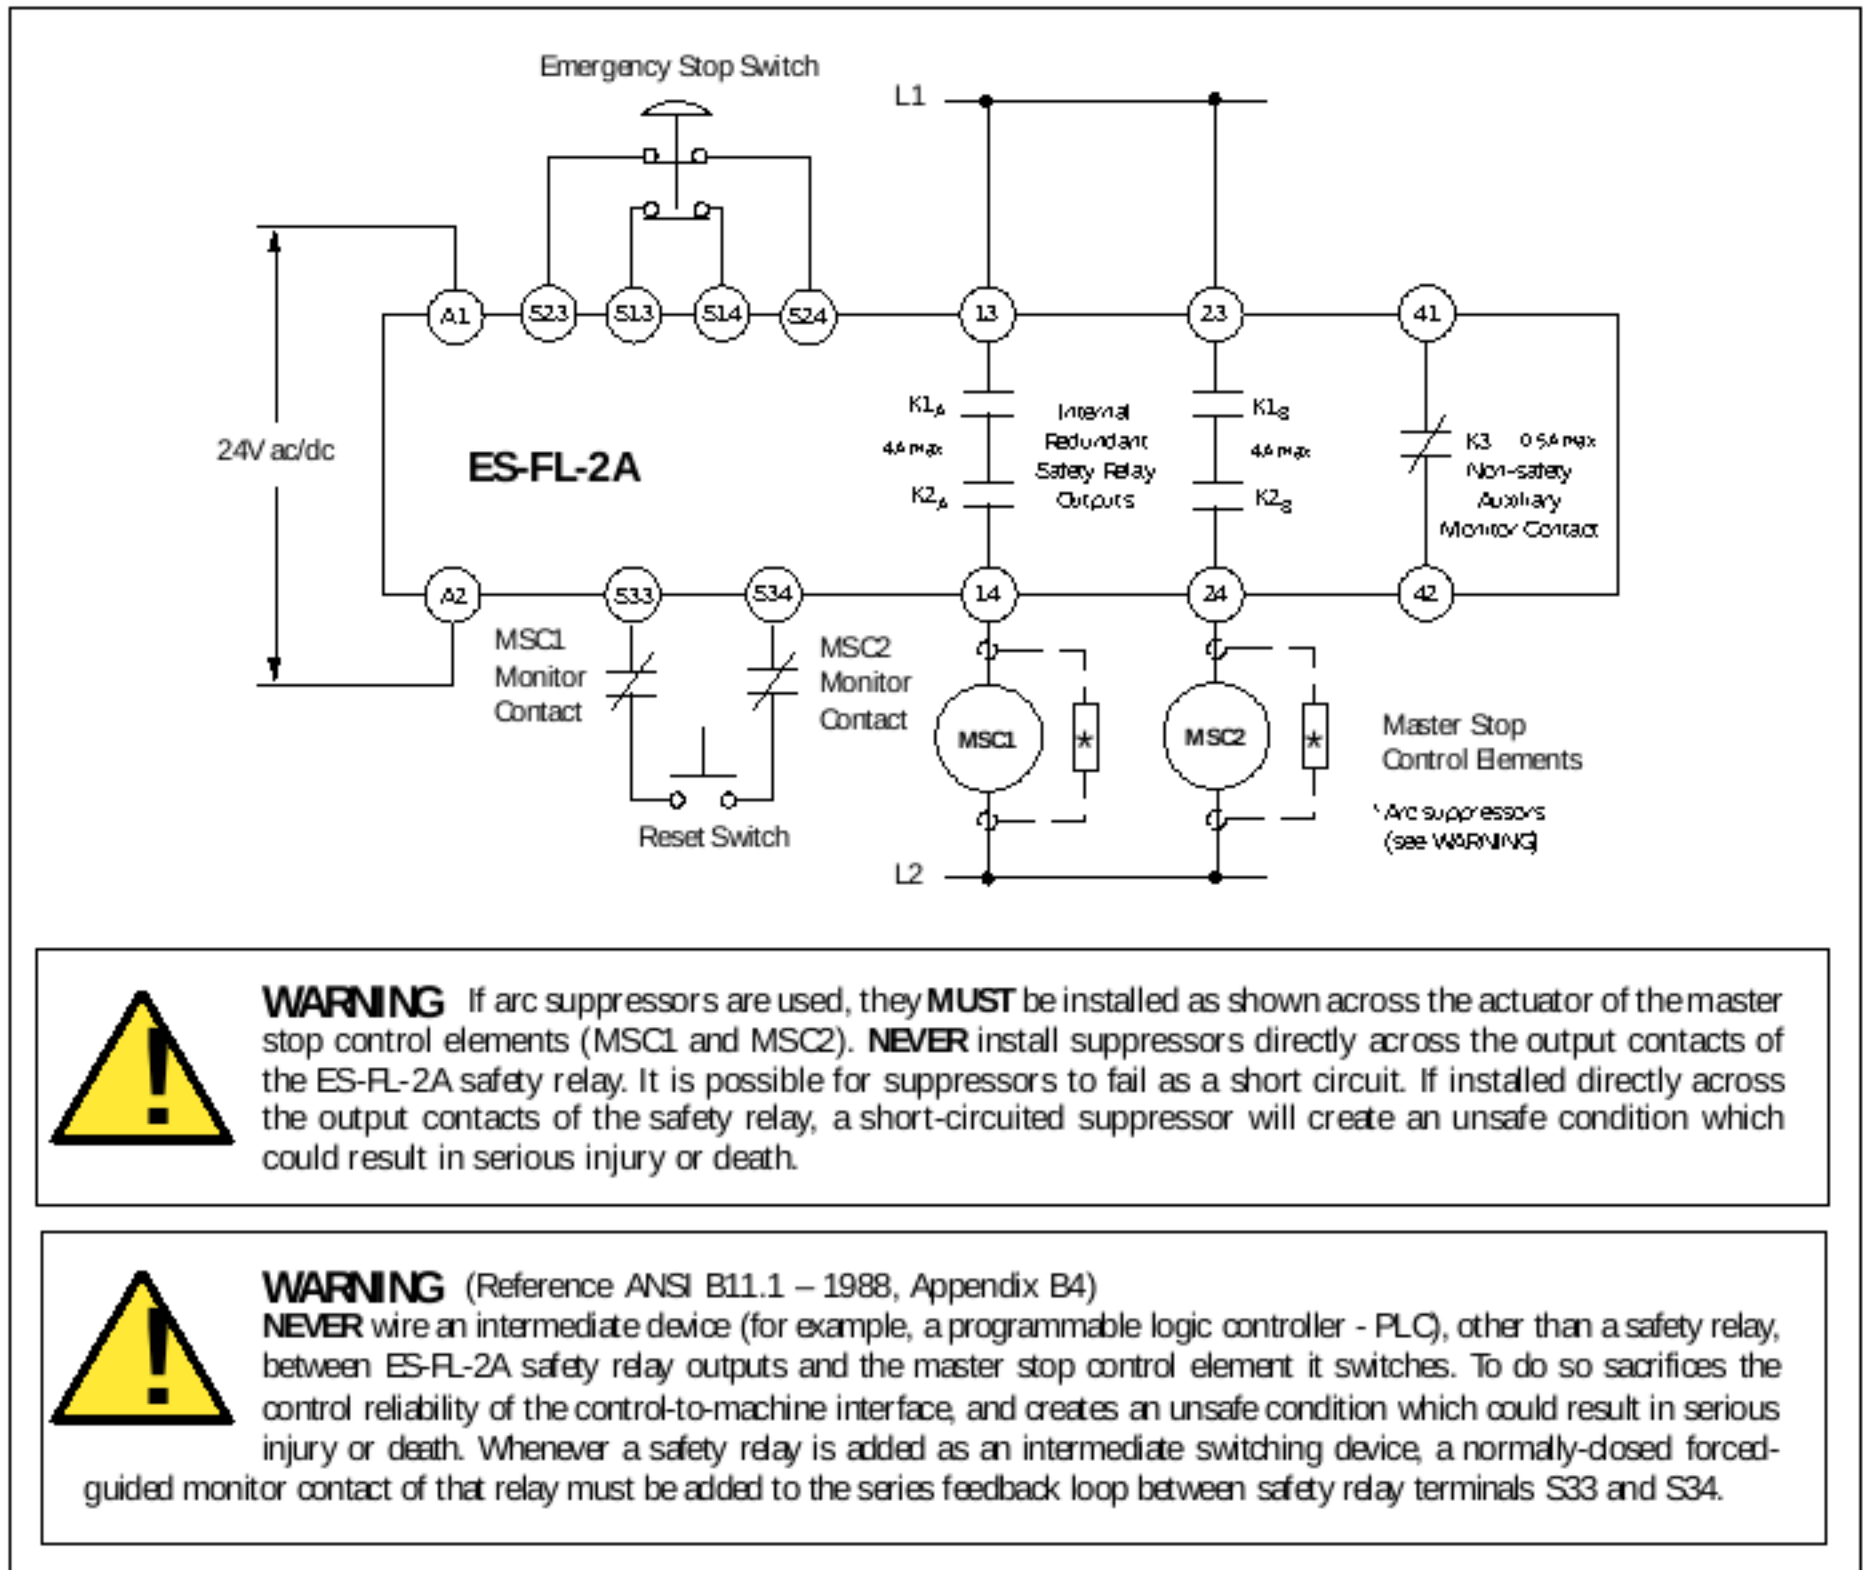 Emergency Stop Switch
L1
A1
S23
S13
S14
S24
13
23
41
24V ac/dc
ES-FL-2A
K1A
4A max
K2A
Internal
Redundant
Safety Relay
Outputs
K1B
4A max
K2B
K3 0.5A max
Non-safety
Auxiliary
Monitor Contact
A2
S33
S34
14
24
42
MSC1
Monitor
Contact
MSC2
Monitor
Contact
Reset Switch
MSC1
*
MSC2
*
Master Stop
Control Elements
* Arc suppressors
(see WARNING)
L2
WARNING If arc suppressors are used, they MUST be installed as shown across the actuator of the master
stop control elements (MSC1 and MSC2). NEVER install suppressors directly across the output contacts of
the ES-FL-2A safety relay. It is possible for suppressors to fail as a short circuit. If installed directly across
the output contacts of the safety relay, a short-circuited suppressor will create an unsafe condition which
could result in serious injury or death.
WARNING (Reference ANSI B11.1 – 1988, Appendix B4)
NEVER wire an intermediate device (for example, a programmable logic controller - PLC), other than a safety relay,
between ES-FL-2A safety relay outputs and the master stop control element it switches. To do so sacrifices the
control reliability of the control-to-machine interface, and creates an unsafe condition which could result in serious
injury or death. Whenever a safety relay is added as an intermediate switching device, a normally-closed forced-
guided monitor contact of that relay must be added to the series feedback loop between safety relay terminals S33 and S34.